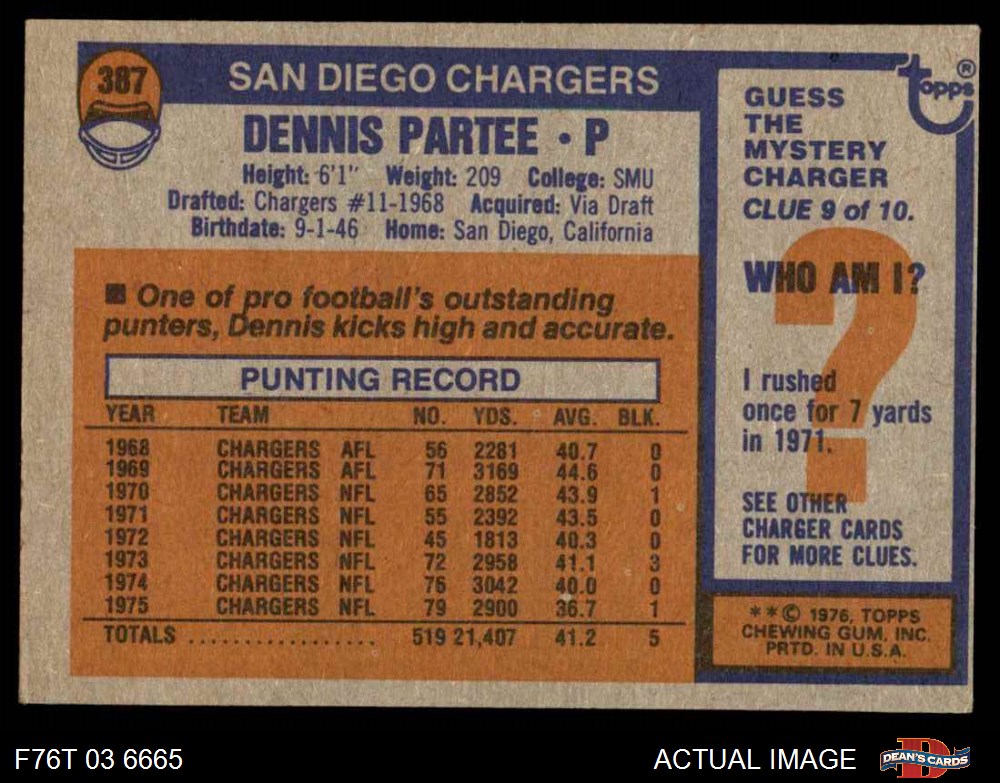 387
SAN DIEGO CHARGERS
DENNIS PARTEE • P
Height: 6'1" Weight: 209 College: SMU
Drafted: Chargers #11-1968 Acquired: Via Draft
Birthdate: 9-1-46 Home: San Diego, California
■ One of pro football's outstanding
punters, Dennis kicks high and accurate.
PUNTING RECORD
YEAR TEAM NO. YDS. AVG. BLK.
1968 CHARGERS AFL 56 2281 40.7 0
1969 CHARGERS AFL 71 3169 44.6 0
1970 CHARGERS NFL 65 2852 43.9 1
1971 CHARGERS NFL 55 2392 43.5 0
1972 CHARGERS NFL 45 1813 40.3 0
1973 CHARGERS NFL 72 2958 41.1 3
1974 CHARGERS NFL 76 3042 40.0 0
1975 CHARGERS NFL 79 2900 36.7 1
TOTALS .................. 519 21,407 41.2 5
Topps ®
GUESS
THE
MYSTERY
CHARGER
CLUE 9 of 10.
?
WHO AM I?
I rushed
once for 7 yards
in 1971.
SEE OTHER
CHARGER CARDS
FOR MORE CLUES.
**© 1976, TOPPS
CHEWING GUM, INC.
PRTD. IN U.S.A.
F76T 03 6665
ACTUAL IMAGE
D
DEAN'S CARDS